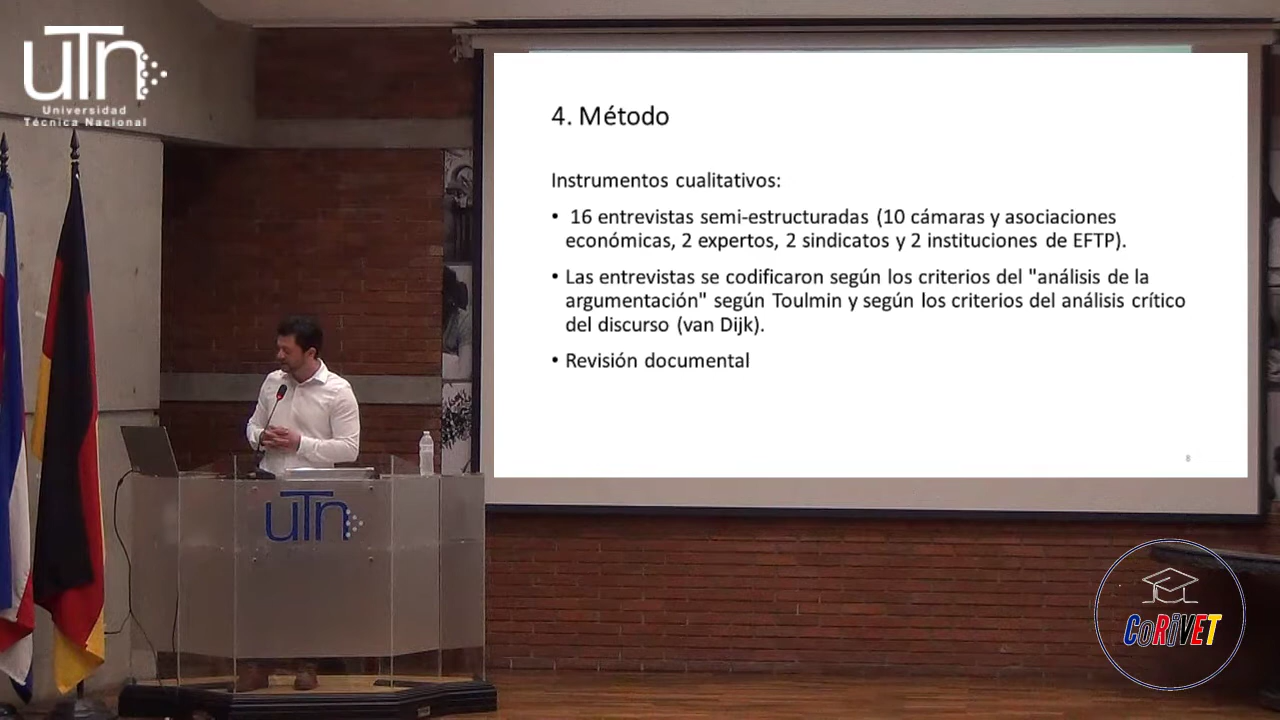 uTn
Universidad
Técnica Nacional
4. Método
Instrumentos cualitativos:
• 16 entrevistas semi-estructuradas (10 cámaras y asociaciones
económicas, 2 expertos, 2 sindicatos y 2 instituciones de EFTP).
• Las entrevistas se codificaron según los criterios del "análisis de la
argumentación" según Toulmin y según los criterios del análisis crítico
del discurso (van Dijk).
• Revisión documental
8
uTn
CoRiVET